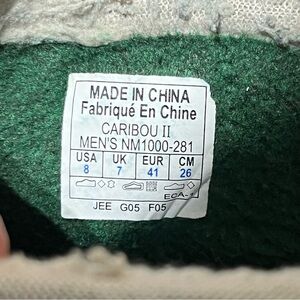 MADE IN CHINA
Fabriqué En Chine
CARIBOU II
MEN'S NM1000-281
USA UK EUR CM
8 7 41 26
JEE G05 F05